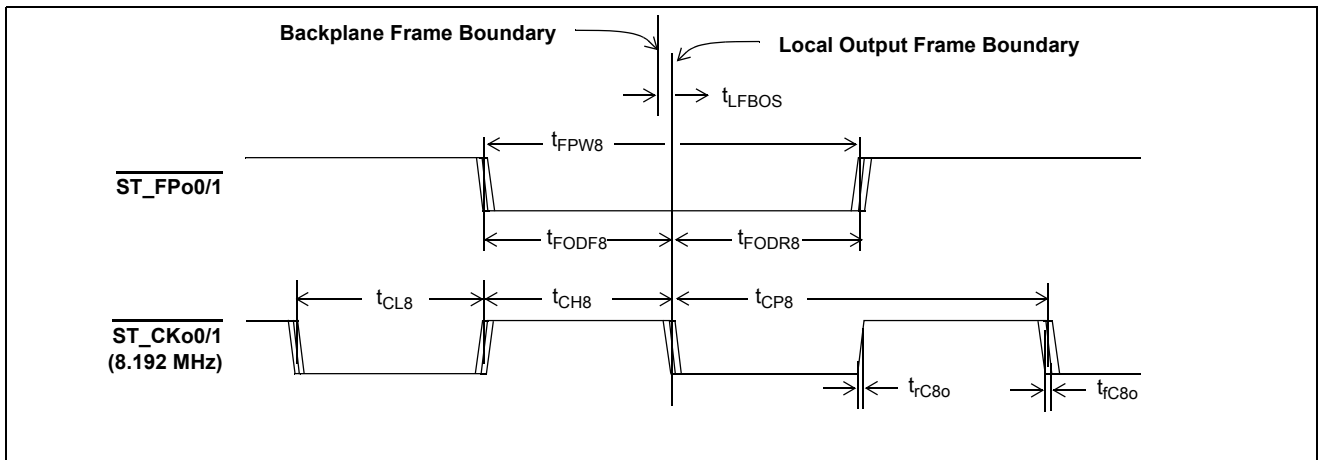 Backplane Frame Boundary
Local Output Frame Boundary
tLFBOS
tFPW8
ST_FPo0/1
tFODF8
tFODR8
tCL8
tCH8
tCP8
ST_CKo0/1
(8.192 MHz)
trC8o
tfC8o